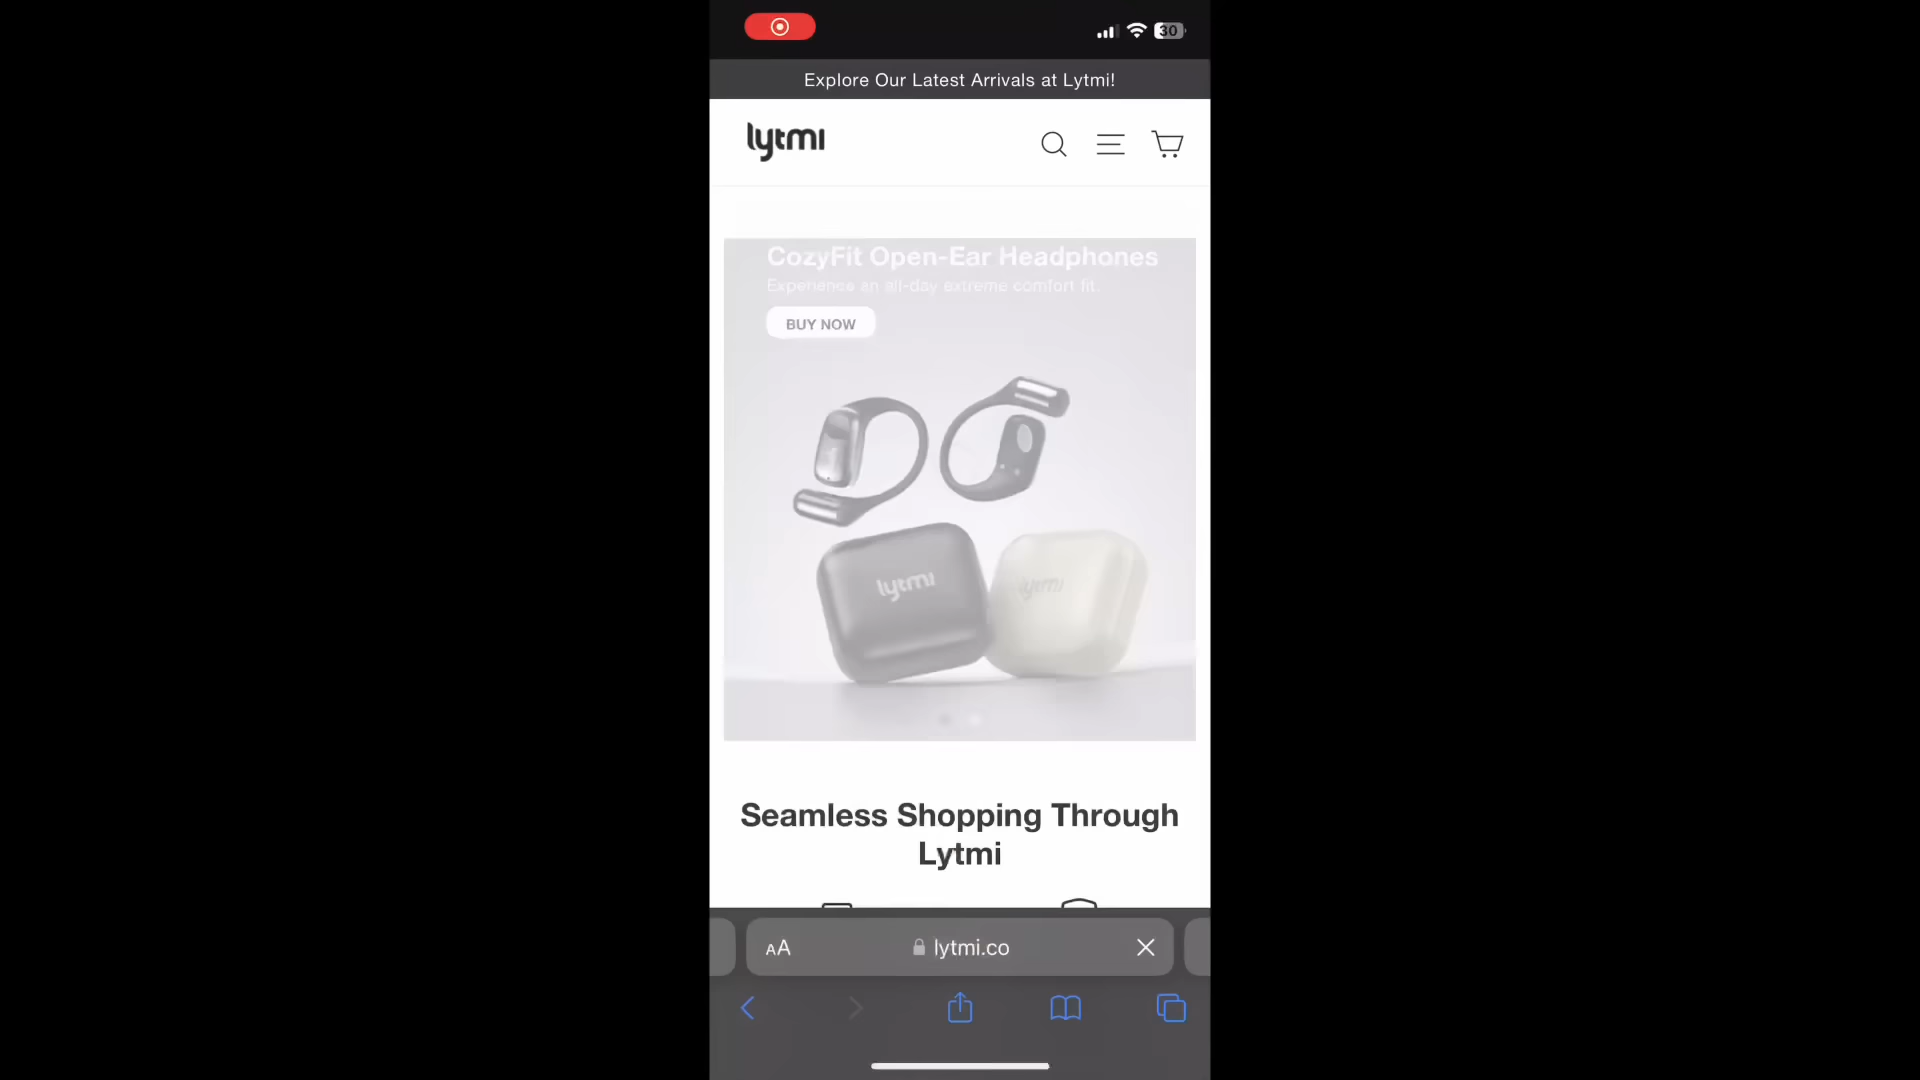 30
Explore Our Latest Arrivals at Lytmi!
lytmi
CozyFit Open-Ear Headphones
Experience an all-day extreme comfort fit.
BUY NOW
lytmi
lytmi
Seamless Shopping Through
Lytmi
AA
lytmi.co